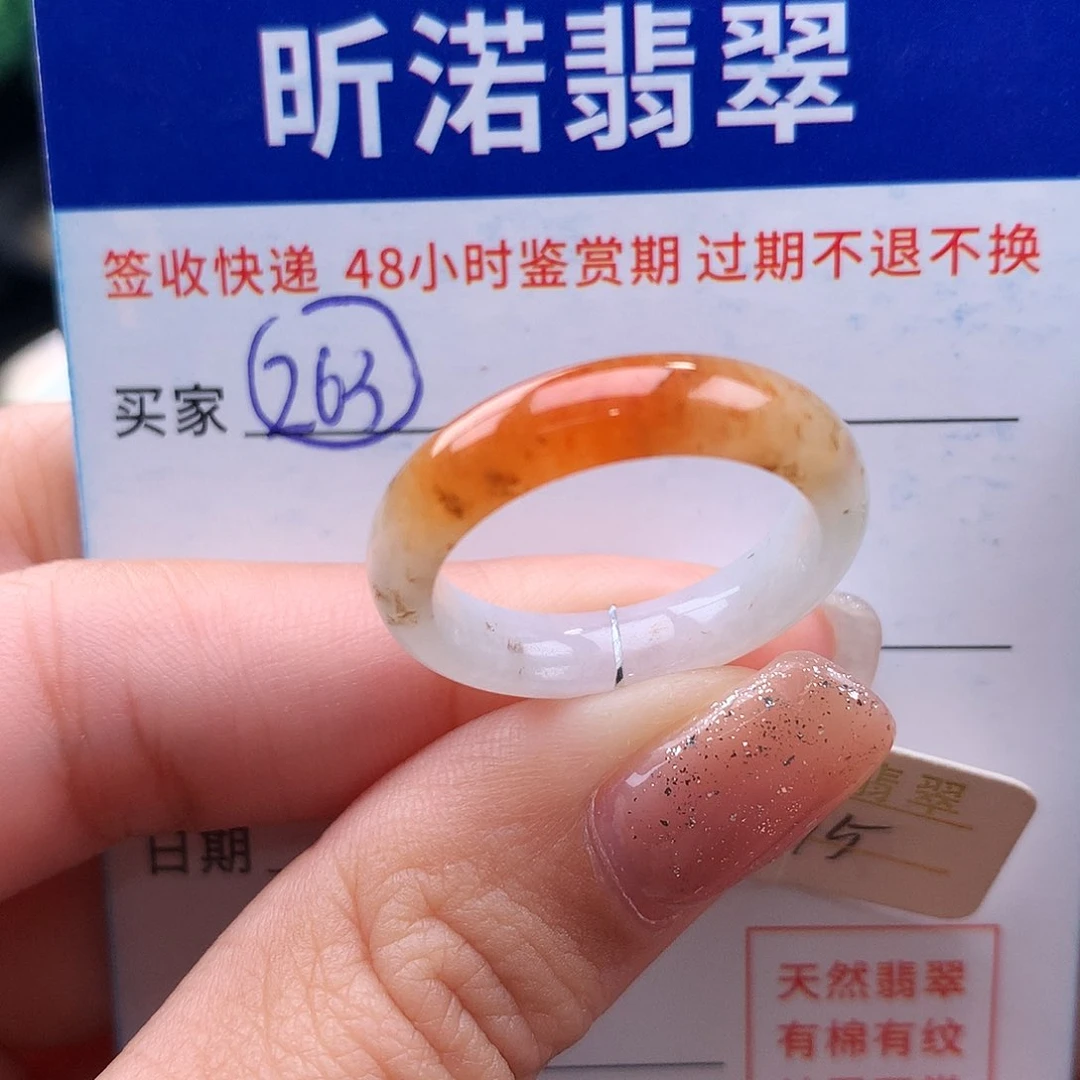 昕渃翡翠
签收快递 48小时鉴赏期 过期不退不换
买家 263
日期
翡翠
15
天然翡翠
有棉有纹